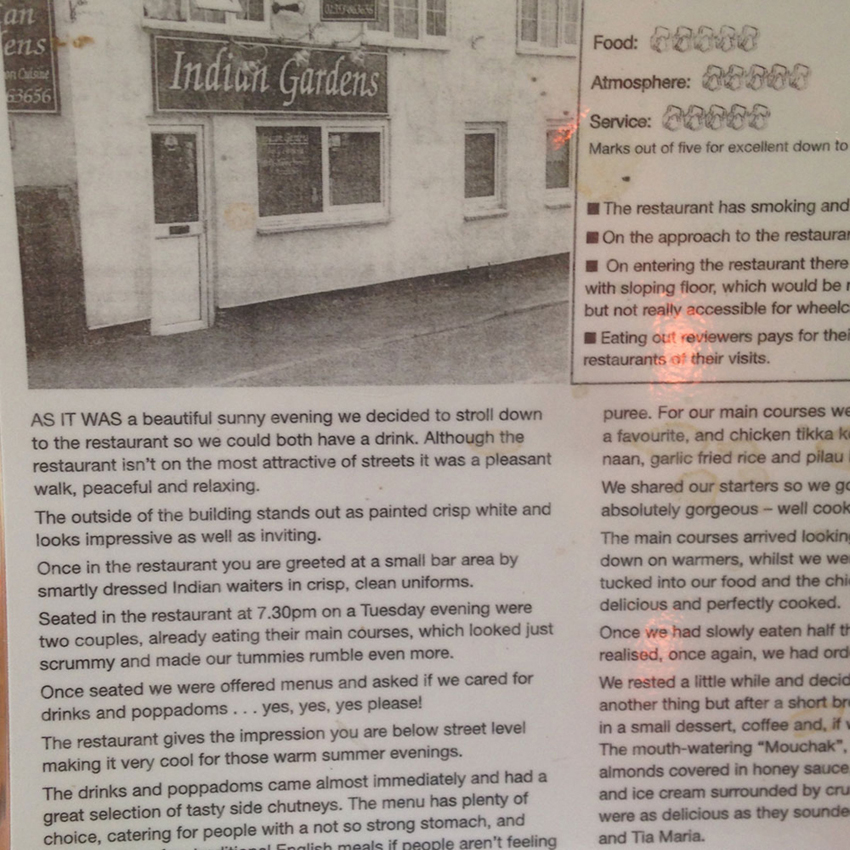 an
ens
on Cuisine
63656
Indian Gardens
Food:
Atmosphere:
Service:
Marks out of five for excellent down to
■ The restaurant has smoking and
■ On the approach to the restaurant
■ On entering the restaurant there
with sloping floor, which would be
but not really accessible for wheelc
■ Eating out reviewers pays for thei
restaurants of their visits.
AS IT WAS a beautiful sunny evening we decided to stroll down
to the restaurant so we could both have a drink. Although the
restaurant isn't on the most attractive of streets it was a pleasant
walk, peaceful and relaxing.
The outside of the building stands out as painted crisp white and
looks impressive as well as inviting.
Once in the restaurant you are greeted at a small bar area by
smartly dressed Indian waiters in crisp, clean uniforms.
Seated in the restaurant at 7.30pm on a Tuesday evening were
two couples, already eating their main courses, which looked just
scrummy and made our tummies rumble even more.
Once seated we were offered menus and asked if we cared for
drinks and poppadoms . . . yes, yes, yes please!
The restaurant gives the impression you are below street level
making it very cool for those warm summer evenings.
The drinks and poppadoms came almost immediately and had a
great selection of tasty side chutneys. The menu has plenty of
choice, catering for people with a not so strong stomach, and
English meals if people aren't feeling
puree. For our main courses we
a favourite, and chicken tikka k
naan, garlic fried rice and pilau
We shared our starters so we go
absolutely gorgeous – well cook
The main courses arrived looking
down on warmers, whilst we we
tucked into our food and the chi
delicious and perfectly cooked.
Once we had slowly eaten half th
realised, once again, we had ord
We rested a little while and decid
another thing but after a short br
in a small dessert, coffee and, if
The mouth-watering "Mouchak",
almonds covered in honey sauce
and ice cream surrounded by cru
were as delicious as they sounde
and Tia Maria.